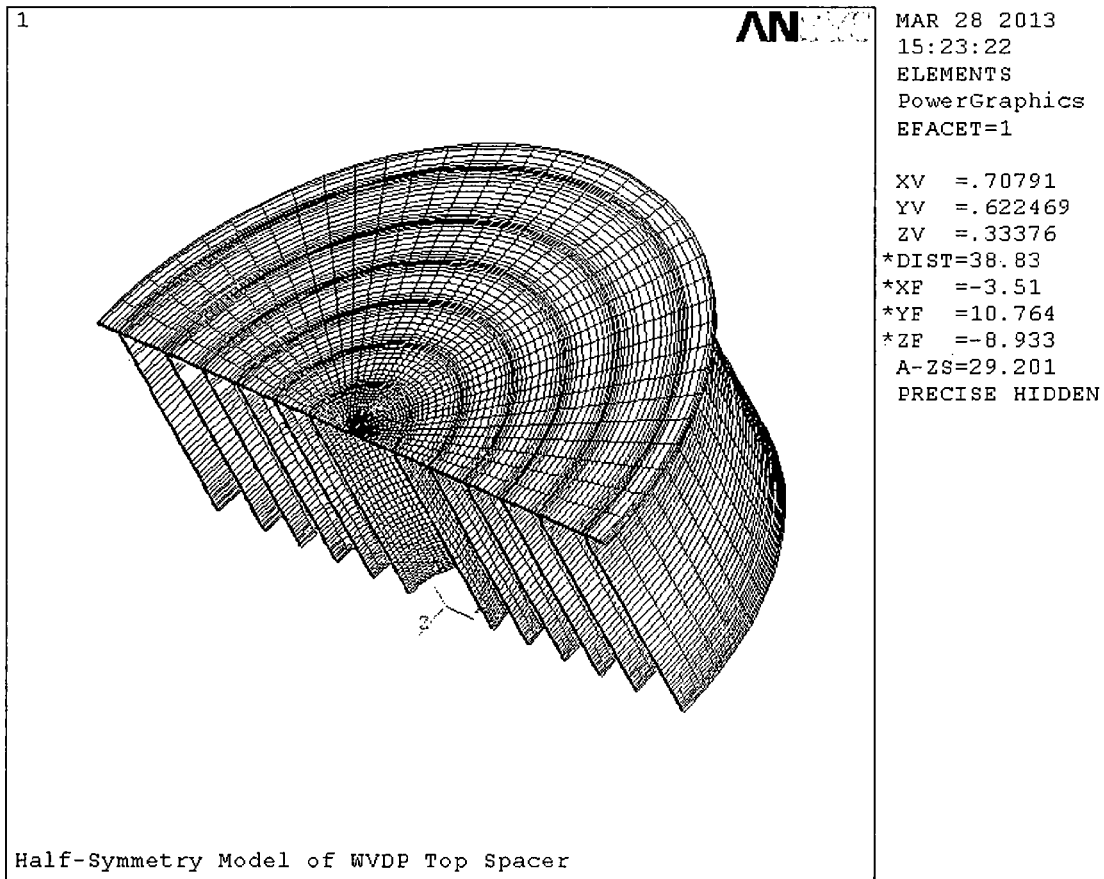 1
AN
MAR 28 2013
15:23:22
ELEMENTS
PowerGraphics
EFACET=1
XV =.70791
YV =.622469
ZV =.33376
*DIST=38.83
*XF =-3.51
*YF =10.764
*ZF =-8.933
A-ZS=29.201
PRECISE HIDDEN
Z
Half-Symmetry Model of WVDP Top Spacer